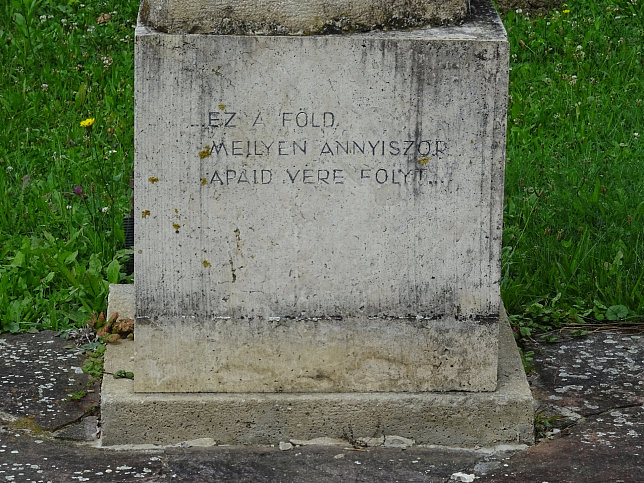 ...EZ A FÖLD,
MELYEN ANNYISZOR
APÁID VÉRE FOLYT...